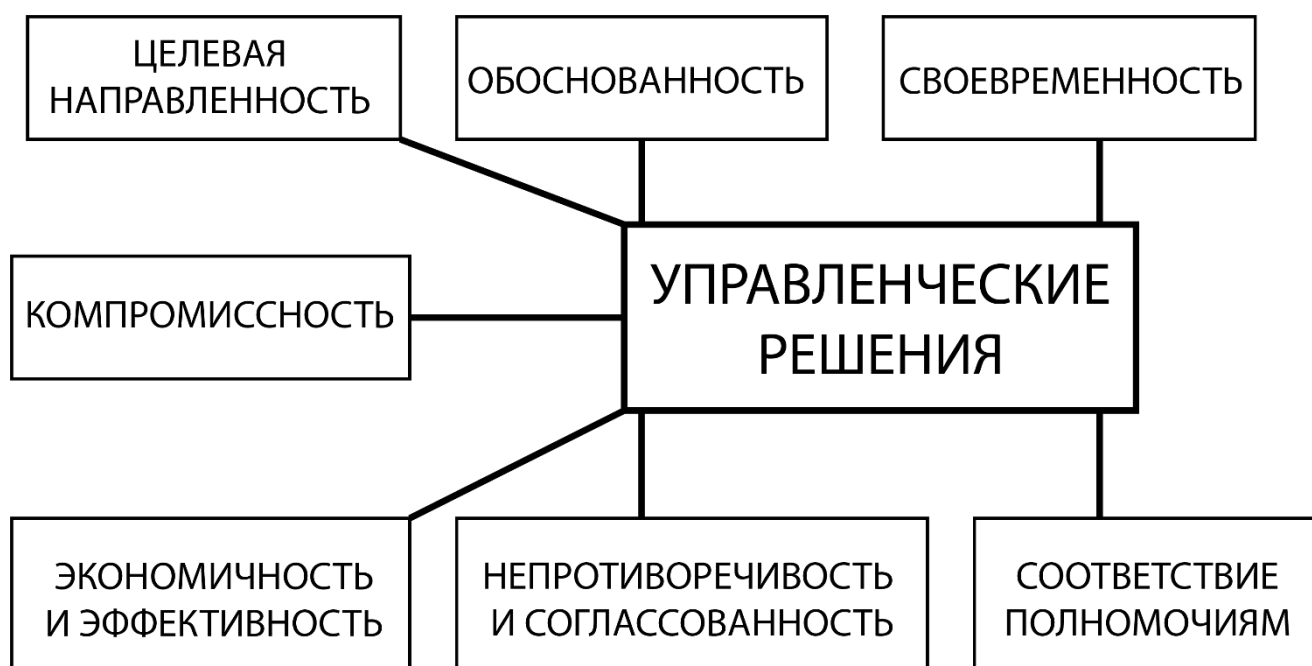 ЦЕЛЕВАЯ
НАПРАВЛЕННОСТЬ
ОБОСНОВАННОСТЬ
СВОЕВРЕМЕННОСТЬ
КОМПРОМИССНОСТЬ
УПРАВЛЕНЧЕСКИЕ
РЕШЕНИЯ
ЭКОНОМИЧНОСТЬ
И ЭФФЕКТИВНОСТЬ
НЕПРОТИВОРЕЧИВОСТЬ
И СОГЛАССОВАННОСТЬ
СООТВЕТСТВИЕ
ПОЛНОМОЧИЯМ